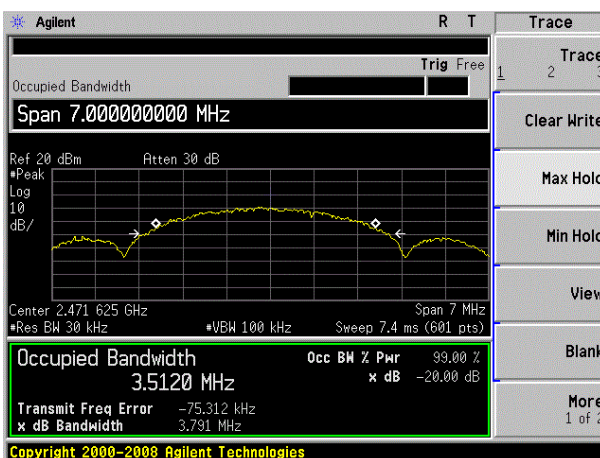 Agilent R T Trace
Trig Free
Trace
1 2 3
Occupied Bandwidth
Span 7.000000000 MHz
Clear Write
Ref 20 dBm Atten 30 dB
#Peak
Log
10
dB/
Max Hold
Min Hold
View
Center 2.471 625 GHz Span 7 MHz
#Res BW 30 kHz #VBW 100 kHz Sweep 7.4 ms (601 pts)
Occupied Bandwidth Occ BW % Pwr 99.00 %
3.5120 MHz x dB -20.00 dB
Blank
Transmit Freq Error -75.312 kHz
x dB Bandwidth 3.791 MHz
More
1 of 2
Copyright 2000-2008 Agilent Technologies